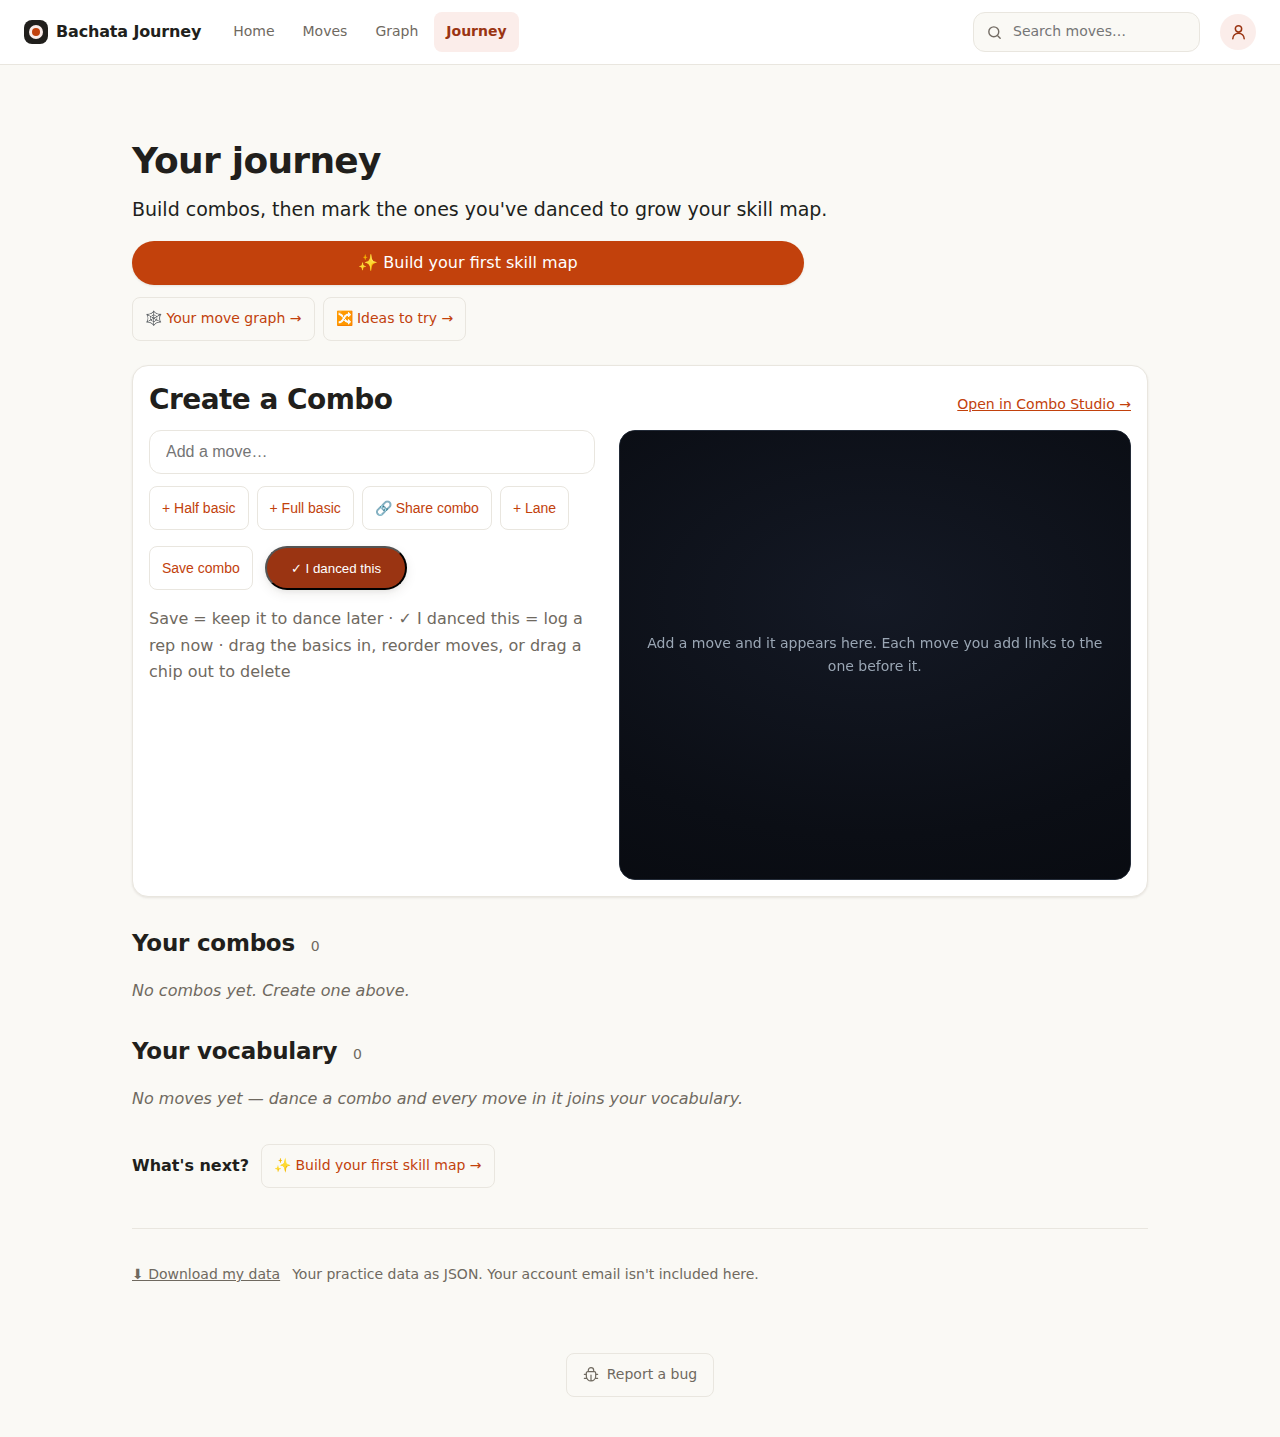 Bachata Journey
Home
Moves
Graph
Journey
Search moves...
Your journey
Build combos, then mark the ones you've danced to grow your skill map.
✨ Build your first skill map
🕸 Your move graph →
🔀 Ideas to try →
Create a Combo
Open in Combo Studio →
Add a move…
+ Half basic
+ Full basic
🔗 Share combo
+ Lane
Save combo
✓ I danced this
Save = keep it to dance later · ✓ I danced this = log a
rep now · drag the basics in, reorder moves, or drag a
chip out to delete
Add a move and it appears here. Each move you add links to the
one before it.
Your combos 0
No combos yet. Create one above.
Your vocabulary 0
No moves yet — dance a combo and every move in it joins your vocabulary.
What's next?
✨ Build your first skill map →
⬇ Download my data
Your practice data as JSON. Your account email isn't included here.
Report a bug